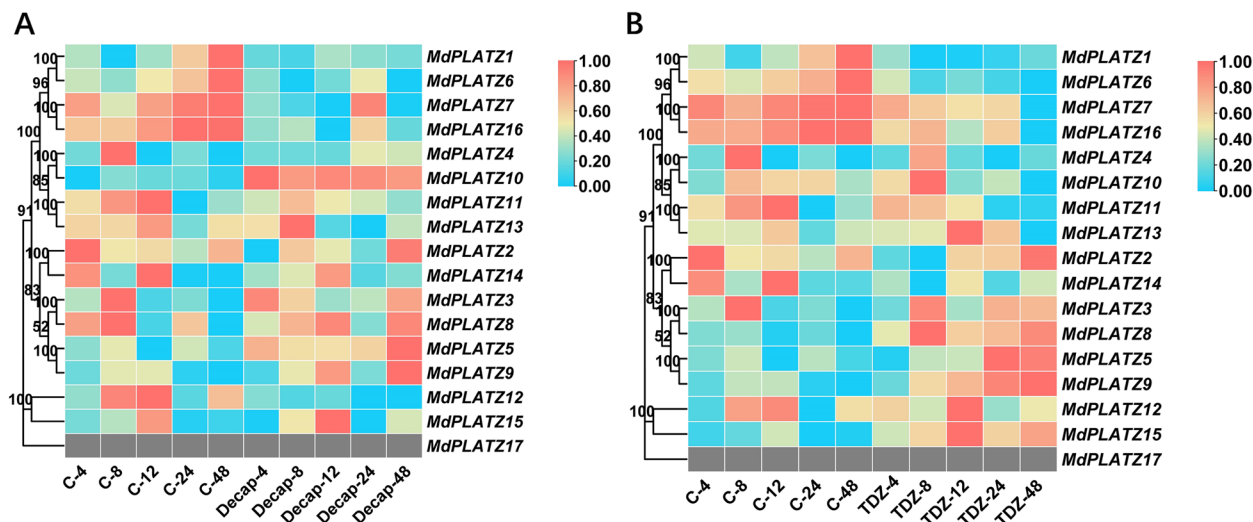 A
100
96
100
100
100
85
100
91
100
83
100
52
100
100
MdPLATZ1
MdPLATZ6
MdPLATZ7
MdPLATZ16
MdPLATZ4
MdPLATZ10
MdPLATZ11
MdPLATZ13
MdPLATZ2
MdPLATZ14
MdPLATZ3
MdPLATZ8
MdPLATZ5
MdPLATZ9
MdPLATZ12
MdPLATZ15
MdPLATZ17
1.00
0.80
0.60
0.40
0.20
0.00
C-4
C-8
C-12
C-24
C-48
Decap-4
Decap-8
Decap-12
Decap-24
Decap-48
B
100
96
100
100
100
85
100
91
100
83
100
52
100
100
MdPLATZ1
MdPLATZ6
MdPLATZ7
MdPLATZ16
MdPLATZ4
MdPLATZ10
MdPLATZ11
MdPLATZ13
MdPLATZ2
MdPLATZ14
MdPLATZ3
MdPLATZ8
MdPLATZ5
MdPLATZ9
MdPLATZ12
MdPLATZ15
MdPLATZ17
1.00
0.80
0.60
0.40
0.20
0.00
C-4
C-8
C-12
C-24
C-48
TDZ-4
TDZ-8
TDZ-12
TDZ-24
TDZ-48